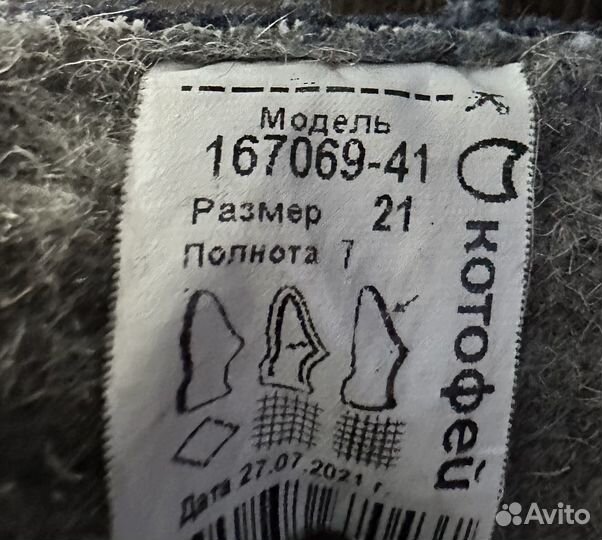 Модель
167069-41
Размер 21
Полнота 7
Дата 27.07.2021 г.
К
КОТОФЕЙ
Avito